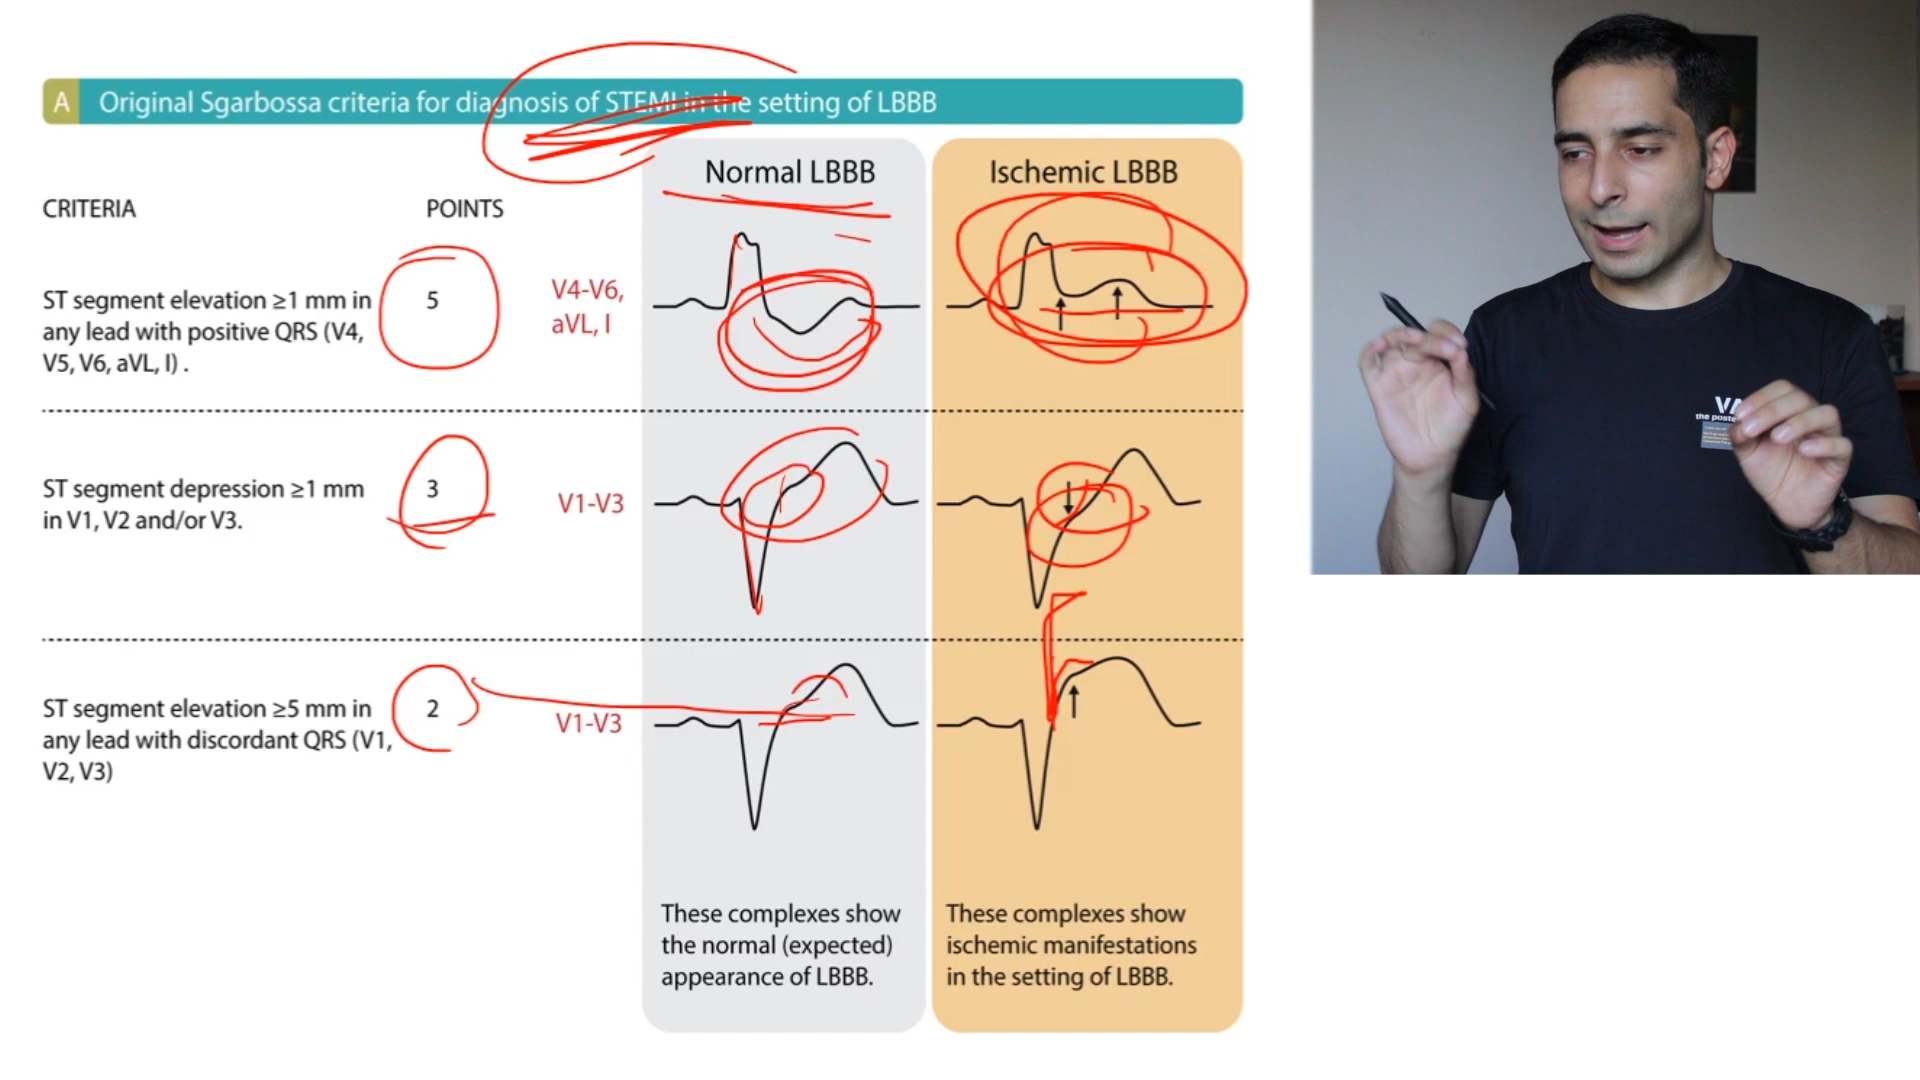 A Original Sgarbossa criteria for diagnosis of STEMI in the setting of LBBB
Normal LBBB
Ischemic LBBB
CRITERIA
POINTS
ST segment elevation ≥1 mm in
any lead with positive QRS (V4,
V5, V6, aVL, I) .
5
V4-V6,
aVL, I
ST segment depression ≥1 mm
in V1, V2 and/or V3.
3
V1-V3
ST segment elevation ≥5 mm in
any lead with discordant QRS (V1,
V2, V3)
2
V1-V3
These complexes show
the normal (expected)
appearance of LBBB.
These complexes show
ischemic manifestations
in the setting of LBBB.
the